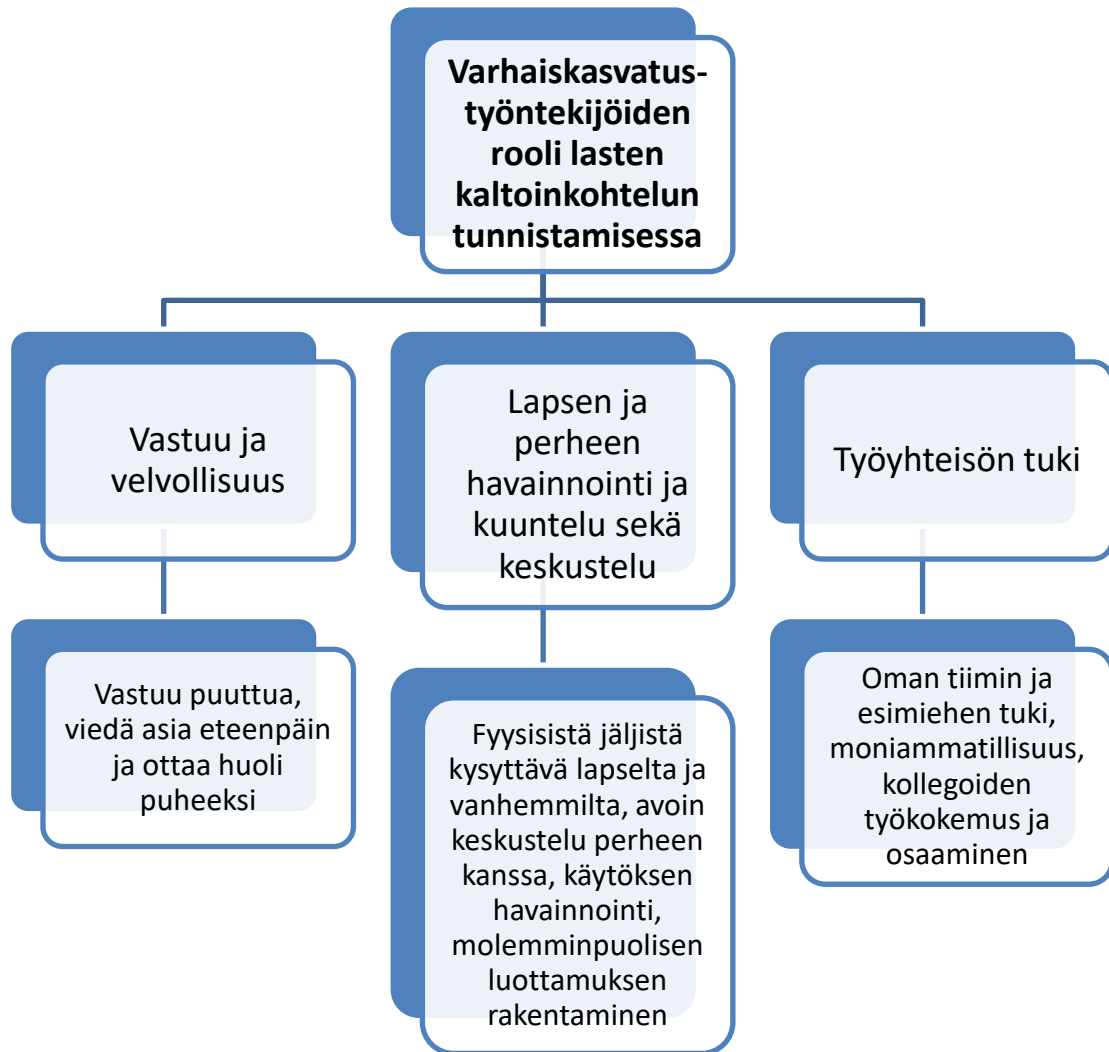 Varhaiskasvatus-
työntekijöiden
rooli lasten
kaltoinkohtelun
tunnistamisessa
Vastuu ja
velvollisuus
Lapsen ja
perheen
havainnointi ja
kuuntelu sekä
keskustelu
Työyhteisön tuki
Vastuu puuttua,
viedä asia eteenpäin
ja ottaa huoli
puheeksi
Fyysisistä jäljistä
kysyttävä lapselta ja
vanhemmilta, avoin
keskustelu perheen
kanssa, käytöksen
havainnointi,
molemminpuolisen
luottamuksen
rakentaminen
Oman tiimin ja
esimiehen tuki,
moniammatillisuus,
kollegoiden
työkokemus ja
osaaminen